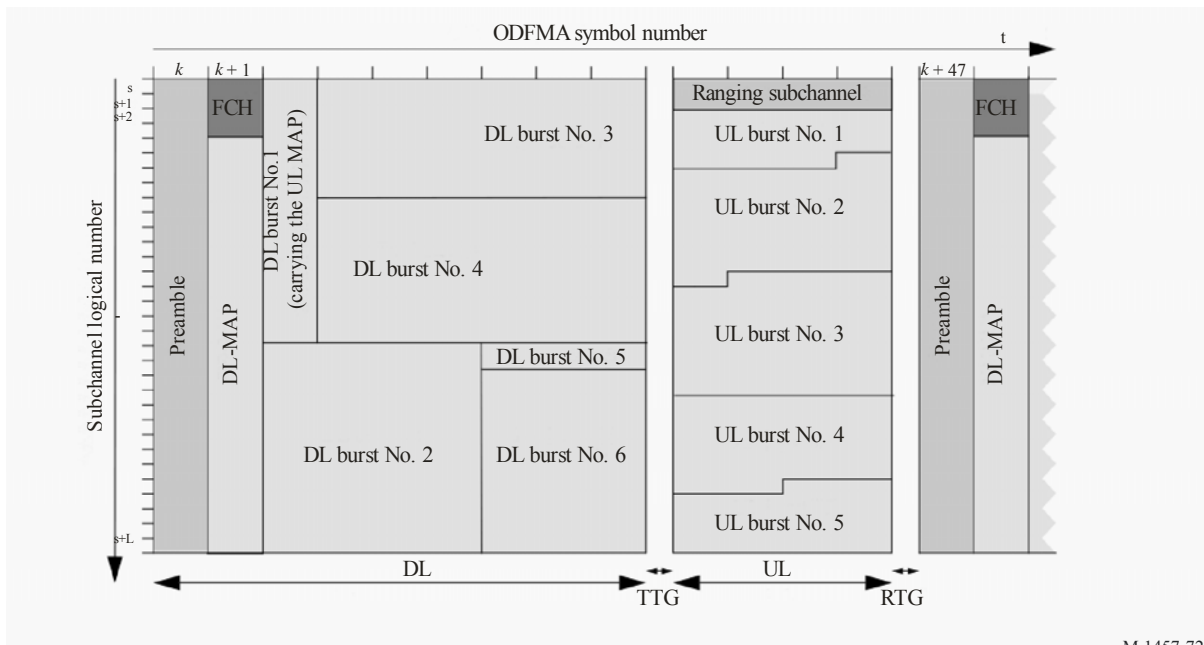 ODFMA symbol number
t
k
k + 1
k + 47
s
s+1
s+2
s+L
Subchannel logical number
Preamble
FCH
DL-MAP
DL burst No.1
(carrying the UL MAP)
DL burst No. 3
DL burst No. 4
DL burst No. 5
DL burst No. 2
DL burst No. 6
Ranging subchannel
UL burst No. 1
UL burst No. 2
UL burst No. 3
UL burst No. 4
UL burst No. 5
Preamble
FCH
DL-MAP
DL
TTG
UL
RTG